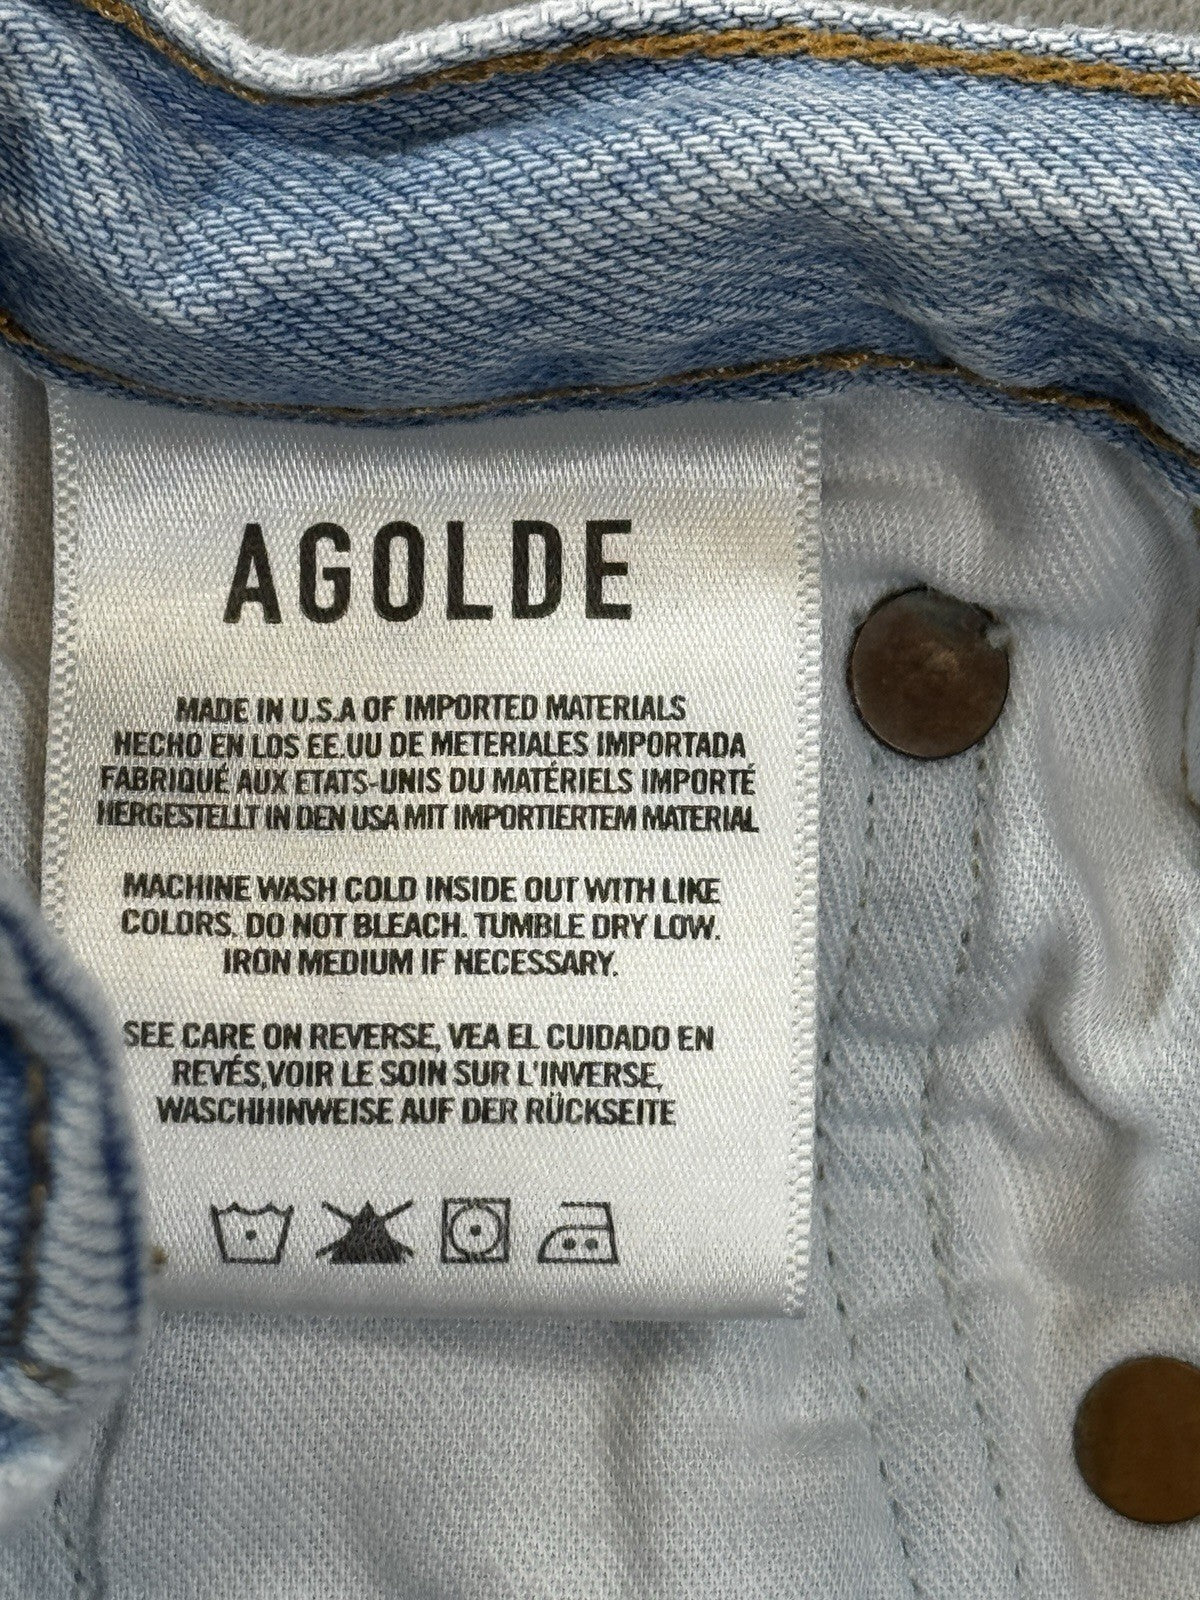 AGOLDE
MADE IN U.S.A OF IMPORTED MATERIALS
HECHO EN LOS EE.UU DE METERIALES IMPORTADA
FABRIQUÉ AUX ETATS-UNIS DU MATÉRIELS IMPORTÉ
HERGESTELLT IN DEN USA MIT IMPORTIERTEM MATERIAL
MACHINE WASH COLD INSIDE OUT WITH LIKE
COLORS. DO NOT BLEACH. TUMBLE DRY LOW.
IRON MEDIUM IF NECESSARY.
SEE CARE ON REVERSE, VEA EL CUIDADO EN
REVÉS,VOIR LE SOIN SUR L'INVERSE,
WASCHHINWEISE AUF DER RÜCKSEITE